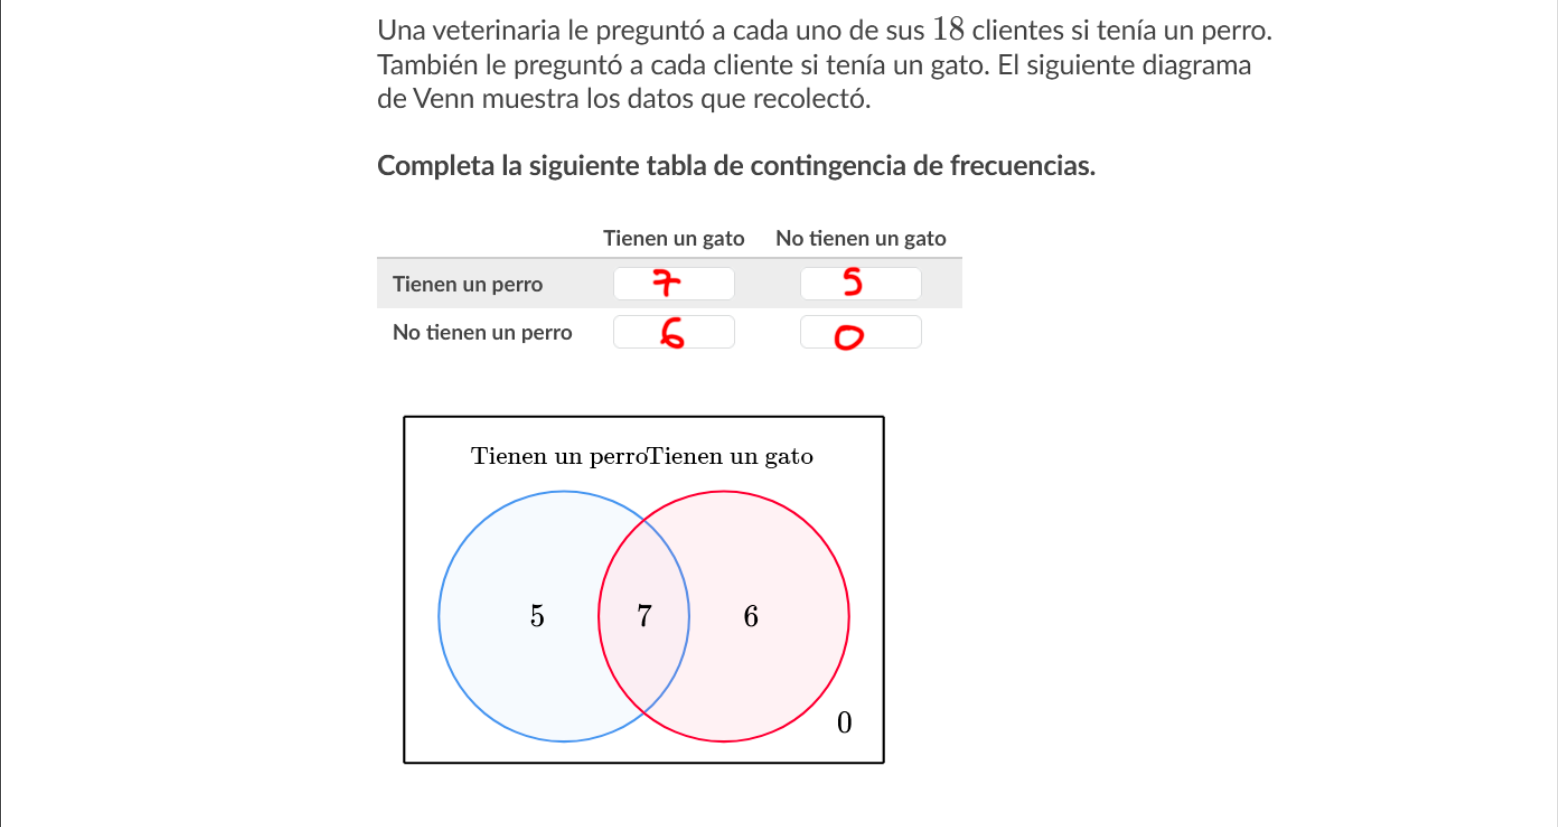 Una veterinaria le preguntó a cada uno de sus 18 clientes si tenía un perro.
También le preguntó a cada cliente si tenía un gato. El siguiente diagrama
de Venn muestra los datos que recolectó.
Completa la siguiente tabla de contingencia de frecuencias.
Tienen un gato No tienen un gato
Tienen un perro 7 5
No tienen un perro 6 0
Tienen un perroTienen un gato
5 7 6
0